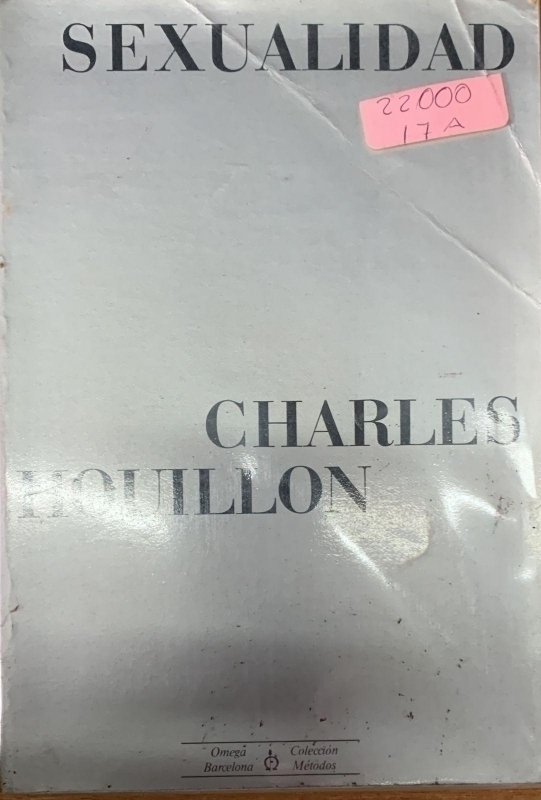 SEXUALIDAD
22000
17 A
CHARLES
HOUILLON
Omega Colección
Barcelona Métodos